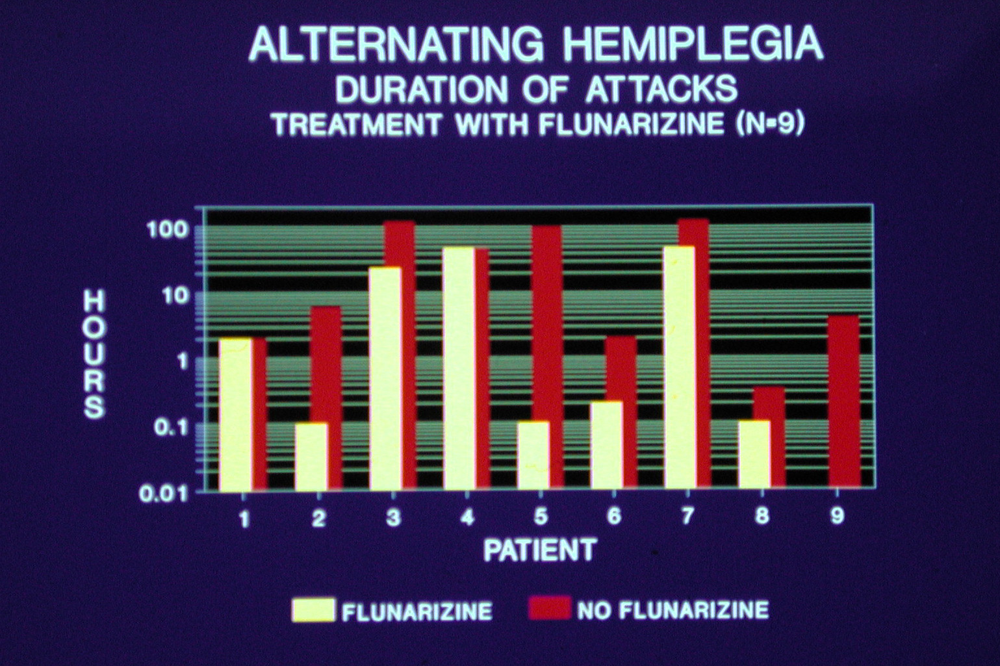 ALTERNATING HEMIPLEGIA
DURATION OF ATTACKS
TREATMENT WITH FLUNARIZINE (N=9)
100
10
1
0.1
0.01
HOURS
1 2 3 4 5 6 7 8 9
PATIENT
FLUNARIZINE NO FLUNARIZINE